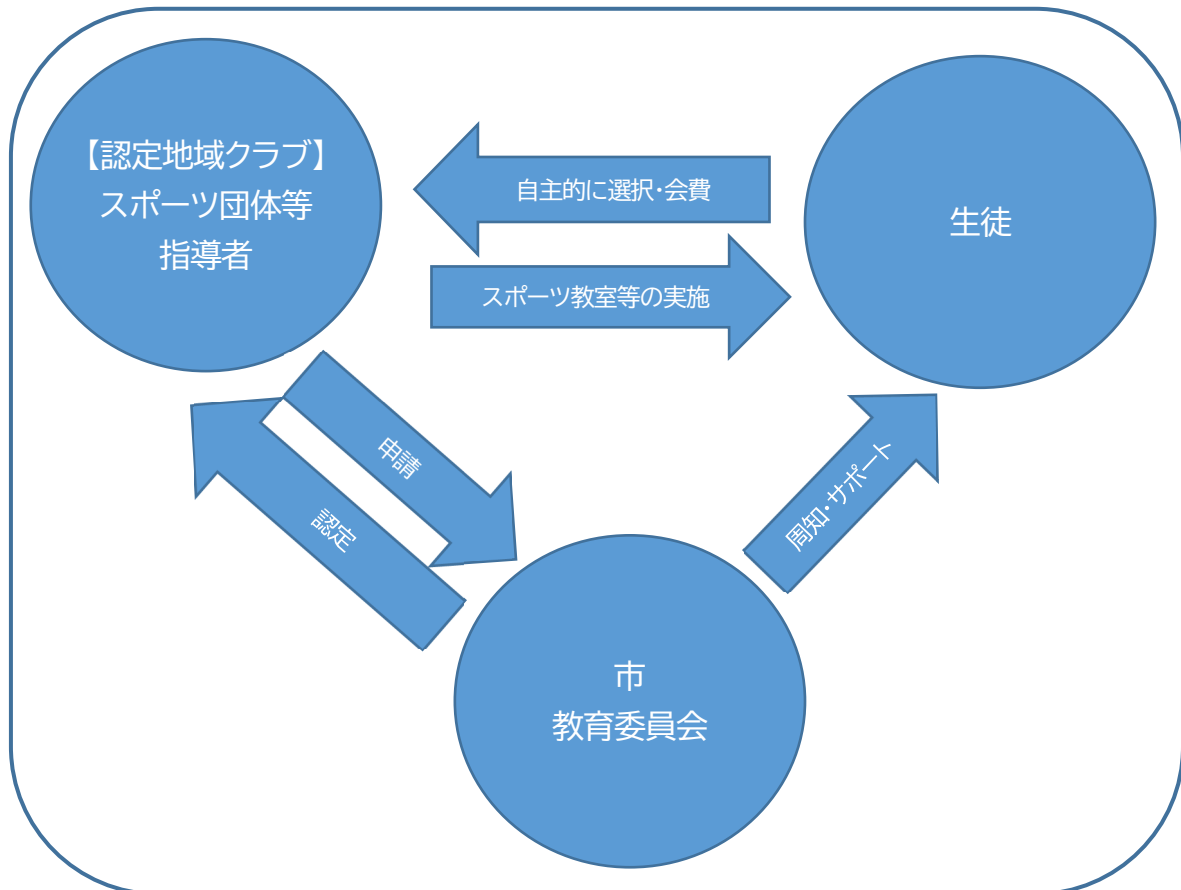 【認定地域クラブ】
スポーツ団体等
指導者
自主的に選択・会費
スポーツ教室等の実施
生徒
申請
認定
周知・サポート
市
教育委員会